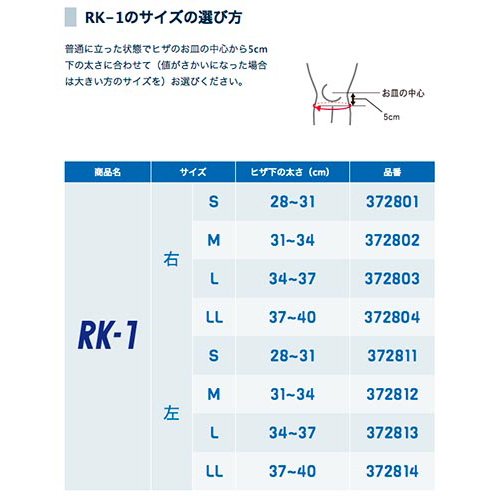 RK-1のサイズの選び方
普通に立った状態でヒザのお皿の中心から5cm
下の太さに合わせて（値がさかいになった場合
は大きい方のサイズを）お選びください。
お皿の中心
5cm
商品名 サイズ ヒザ下の太さ（cm） 品番
RK-1
右
S 28~31 372801
M 31~34 372802
L 34~37 372803
LL 37~40 372804
左
S 28~31 372811
M 31~34 372812
L 34~37 372813
LL 37~40 372814